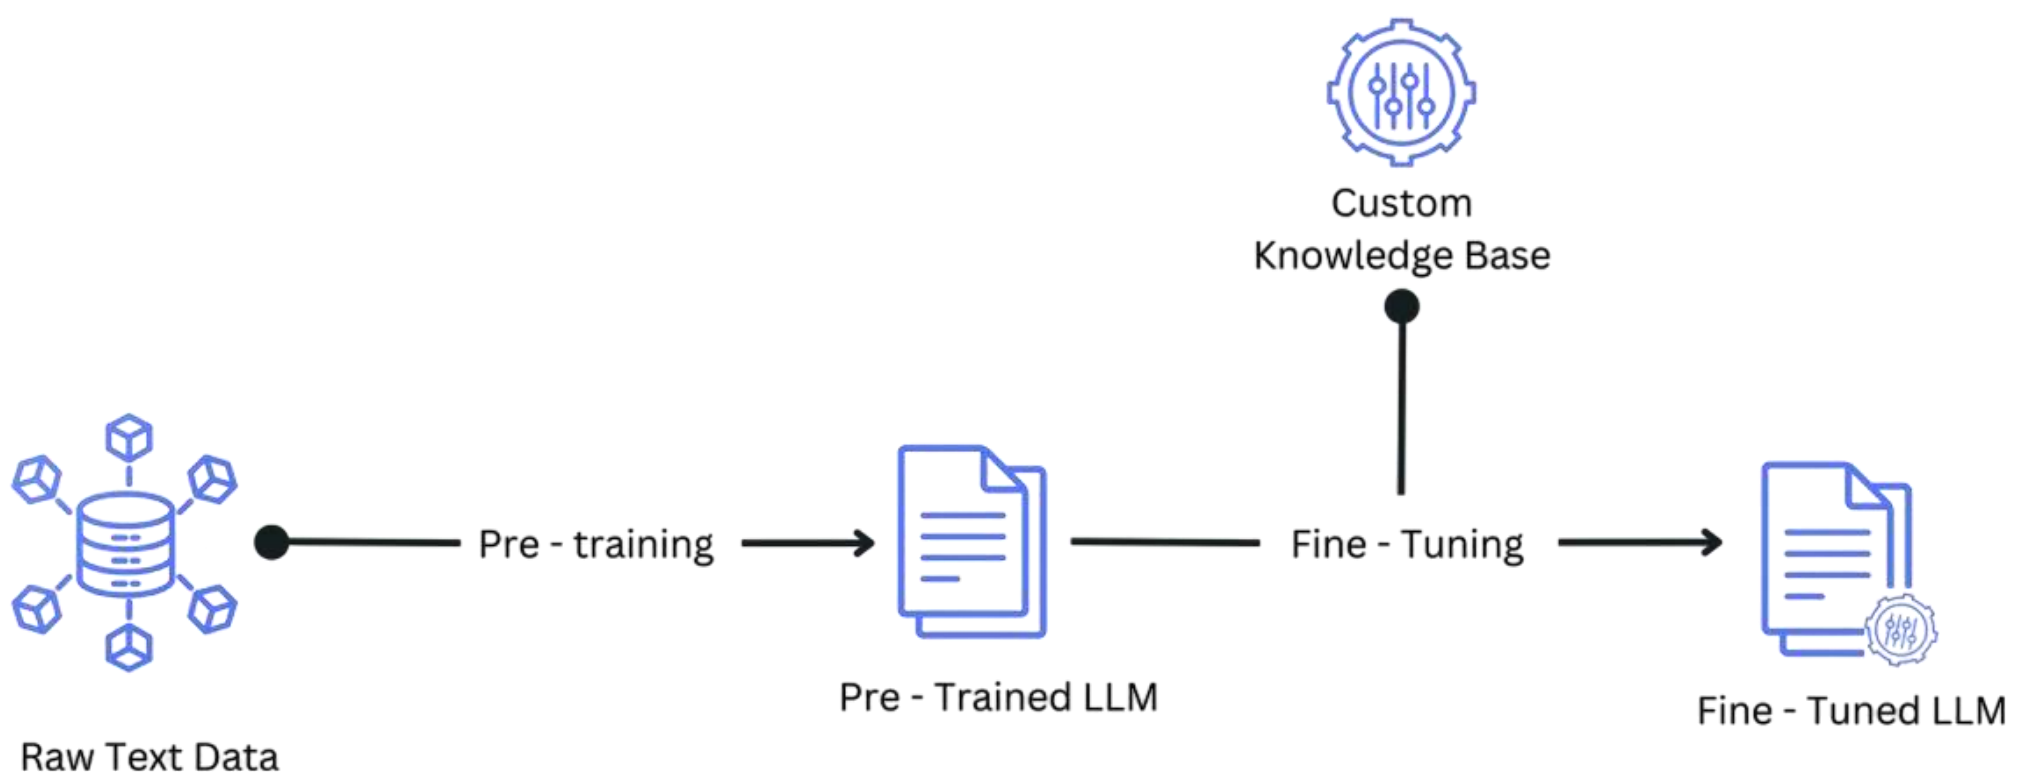 Custom
Knowledge Base
Pre - training
Fine - Tuning
Pre - Trained LLM
Fine - Tuned LLM
Raw Text Data